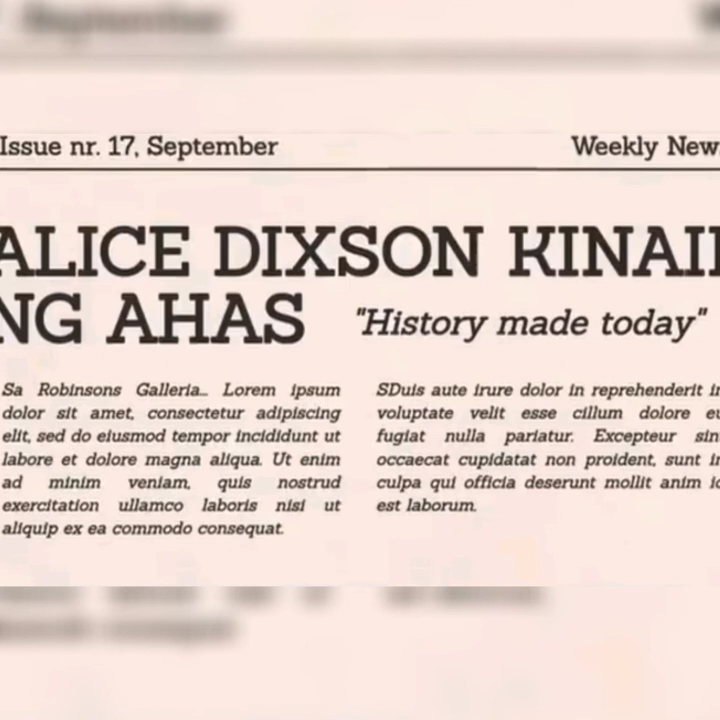 Issue nr. 17, September
Weekly New
ALICE DIXSON KINAI
NG AHAS
"History made today"
Sa Robinsons Galleria... Lorem ipsum
dolor sit amet, consectetur adipiscing
elit, sed do eiusmod tempor incididunt ut
labore et dolore magna aliqua. Ut enim
ad minim veniam, quis nostrud
exercitation ullamco laboris nisi ut
aliquip ex ea commodo consequat.
SDuis aute irure dolor in reprehenderit in
voluptate velit esse cillum dolore eu
fugiat nulla pariatur. Excepteur sin
occaecat cupidatat non proident, sunt in
culpa qui officia deserunt mollit anim id
est laborum.